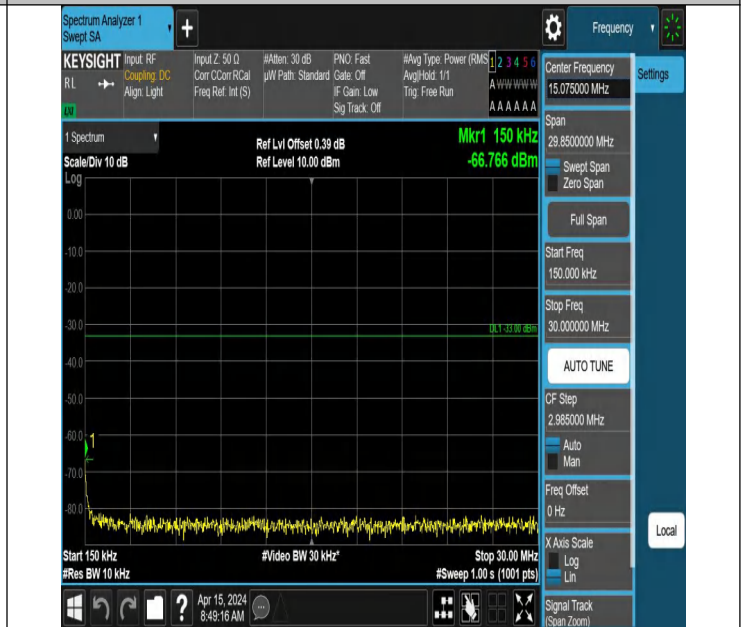 Spectrum Analyzer 1
Swept SA
+
Frequency
KEYSIGHT
RL
LXI
Input: RF
Coupling: DC
Align: Light
Input Z: 50 Ω
Corr CCorr RCal
Freq Ref: Int (S)
#Atten: 30 dB
µW Path: Standard
PNO: Fast
Gate: Off
IF Gain: Low
Sig Track: Off
#Avg Type: Power (RMS
Avg|Hold: 1/1
Trig: Free Run
1 2 3 4 5 6
A W W W W W
A A A A A A
1 Spectrum
Scale/Div 10 dB
Log
Ref Lvl Offset 0.39 dB
Ref Level 10.00 dBm
Mkr1 150 kHz
-66.766 dBm
0.00
-10.0
-20.0
-30.0
DL1 -33.00 dBm
-40.0
-50.0
-60.0
1
-70.0
-80.0
Start 150 kHz
#Video BW 30 kHz*
Stop 30.00 MHz
#Res BW 10 kHz
#Sweep 1.00 s (1001 pts)
?
Apr 15, 2024
8:49:16 AM
Center Frequency
15.075000 MHz
Settings
Span
29.8500000 MHz
Swept Span
Zero Span
Full Span
Start Freq
150.000 kHz
Stop Freq
30.000000 MHz
AUTO TUNE
CF Step
2.985000 MHz
Auto
Man
Freq Offset
0 Hz
Local
X Axis Scale
Log
Lin
Signal Track
(Span Zoom)